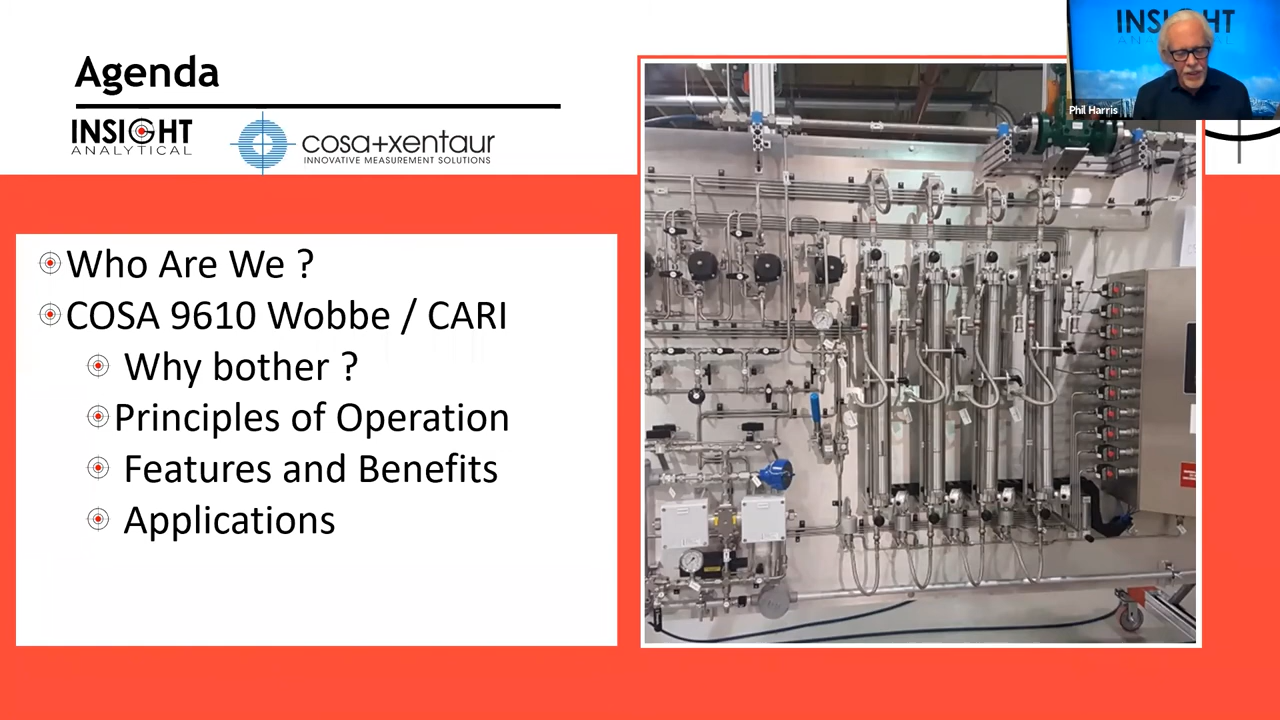 Agenda
INSIGHT
ANALYTICAL
cosa+xentaur
INNOVATIVE MEASUREMENT SOLUTIONS
Who Are We ?
COSA 9610 Wobbe / CARI
Why bother ?
Principles of Operation
Features and Benefits
Applications
INSIGHT
ANALYTICAL
Phil Harris